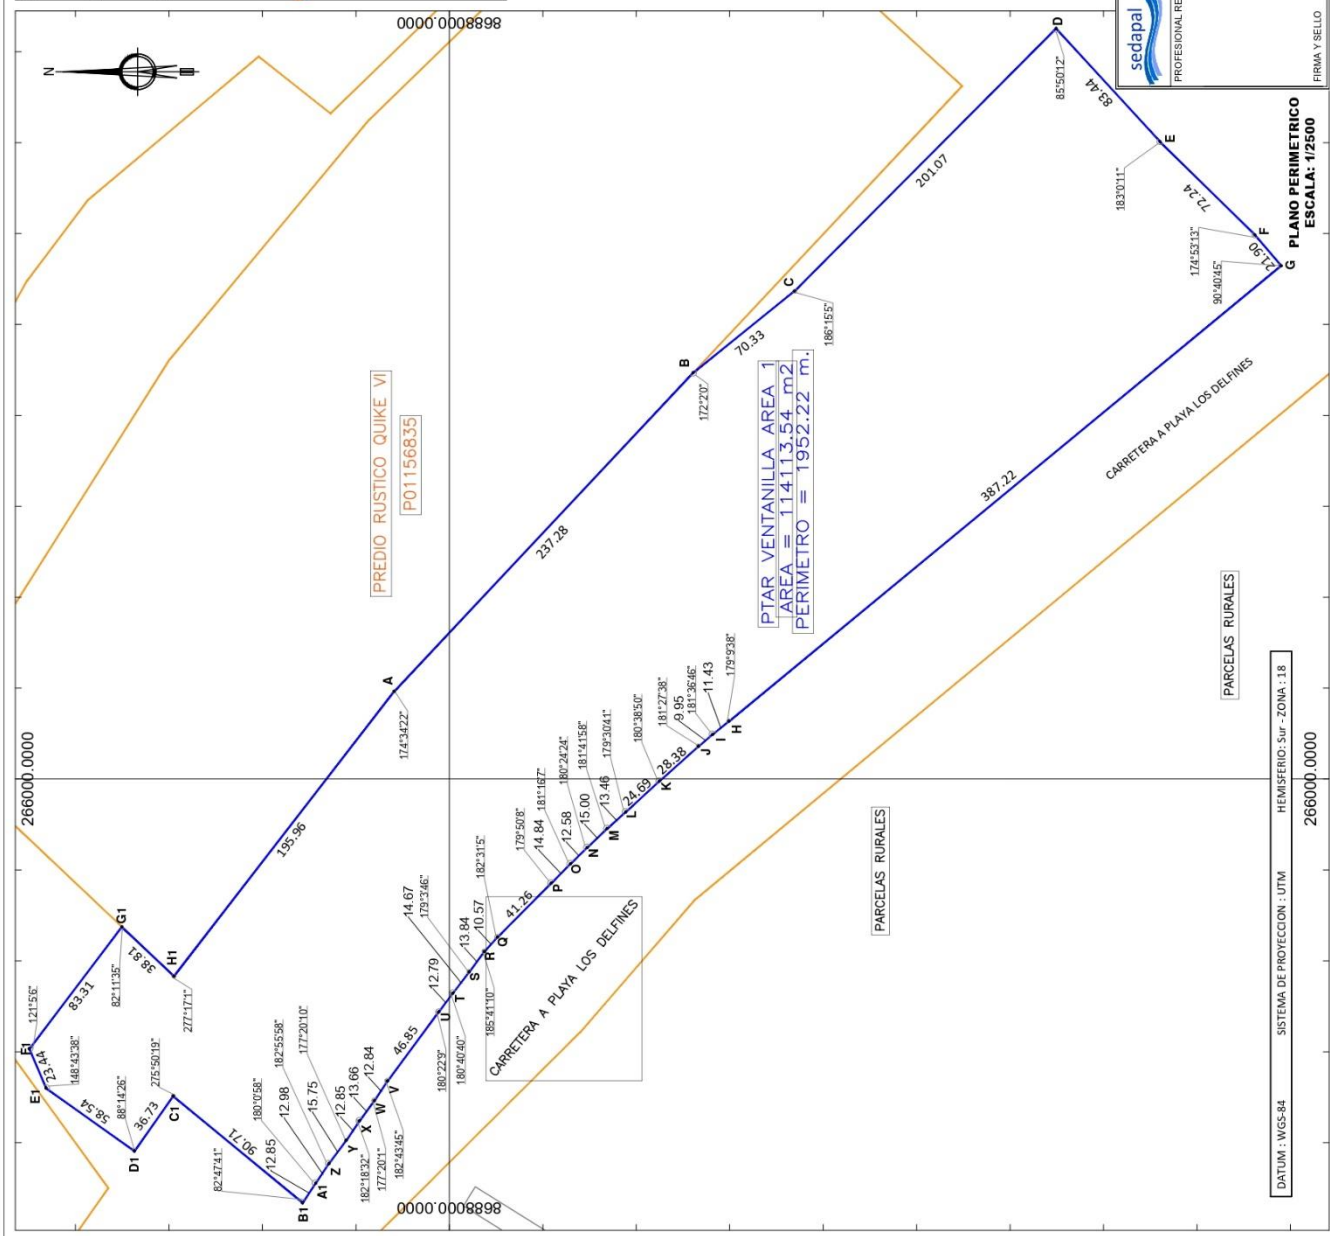 8688000.0000
N
266000.0000
PREDIO RUSTICO QUIKE VI
P01156835
PTAR VENTANILLA AREA 1
AREA = 114113.54 m2
PERIMETRO = 1952.22 m.
A
174°34'22"
237.28
B
172°2'0"
70.33
C
186°15'5"
201.07
D
85°50'12"
83.44
E
183°0'11"
72.24
F
174°53'13"
21.90
G
90°40'45"
387.22
H
179°9'38"
11.43
I
181°36'46"
9.95
J
181°27'38"
28.38
K
180°38'50"
24.69
L
179°30'41"
13.46
M
181°41'58"
15.00
N
180°24'24"
12.58
O
181°16'7"
14.84
P
179°50'8"
41.26
Q
182°31'5"
10.57
R
185°41'10"
13.84
S
179°3'46"
14.67
T
180°40'40"
12.79
U
180°22'9"
46.85
V
182°43'45"
12.84
W
177°20'1"
13.66
X
182°18'32"
12.85
Y
177°20'10"
15.75
Z
182°55'58"
12.98
A1
180°0'58"
12.85
B1
82°47'41"
90.71
C1
275°50'19"
36.73
D1
88°14'26"
58.54
E1
148°43'38"
23.44
F1
121°5'6"
83.31
G1
82°11'35"
38.81
H1
277°17'1"
195.96
CARRETERA A PLAYA LOS DELFINES
CARRETERA A PLAYA LOS DELFINES
PARCELAS RURALES
PARCELAS RURALES
8688000.0000
266000.0000
DATUM : WGS-84 SISTEMA DE PROYECCION : UTM HEMISFERIO: Sur - ZONA : 18
PLANO PERIMETRICO
ESCALA: 1/2500
sedapal
PROFESIONAL RE
FIRMA Y SELLO